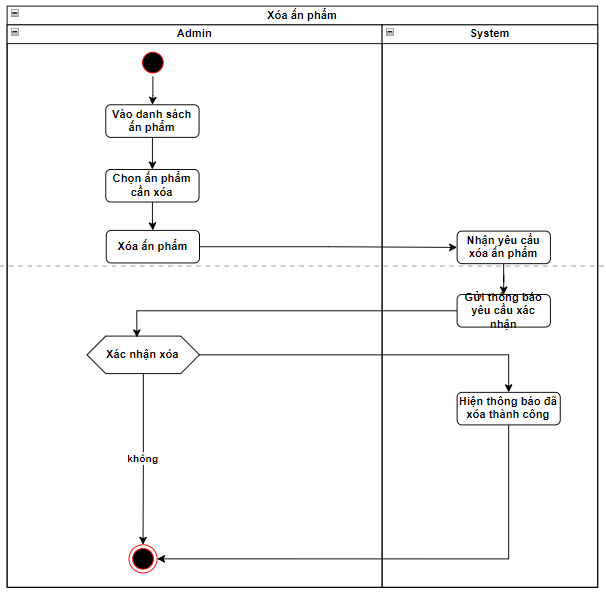 Xóa ấn phẩm
Admin
System
Vào danh sách
ấn phẩm
Chọn ấn phẩm
cần xóa
Xóa ấn phẩm
Nhận yêu cầu
xóa ấn phẩm
Gửi thông báo
yêu cầu xác
nhận
Xác nhận xóa
Hiện thông báo đã
xóa thành công
không